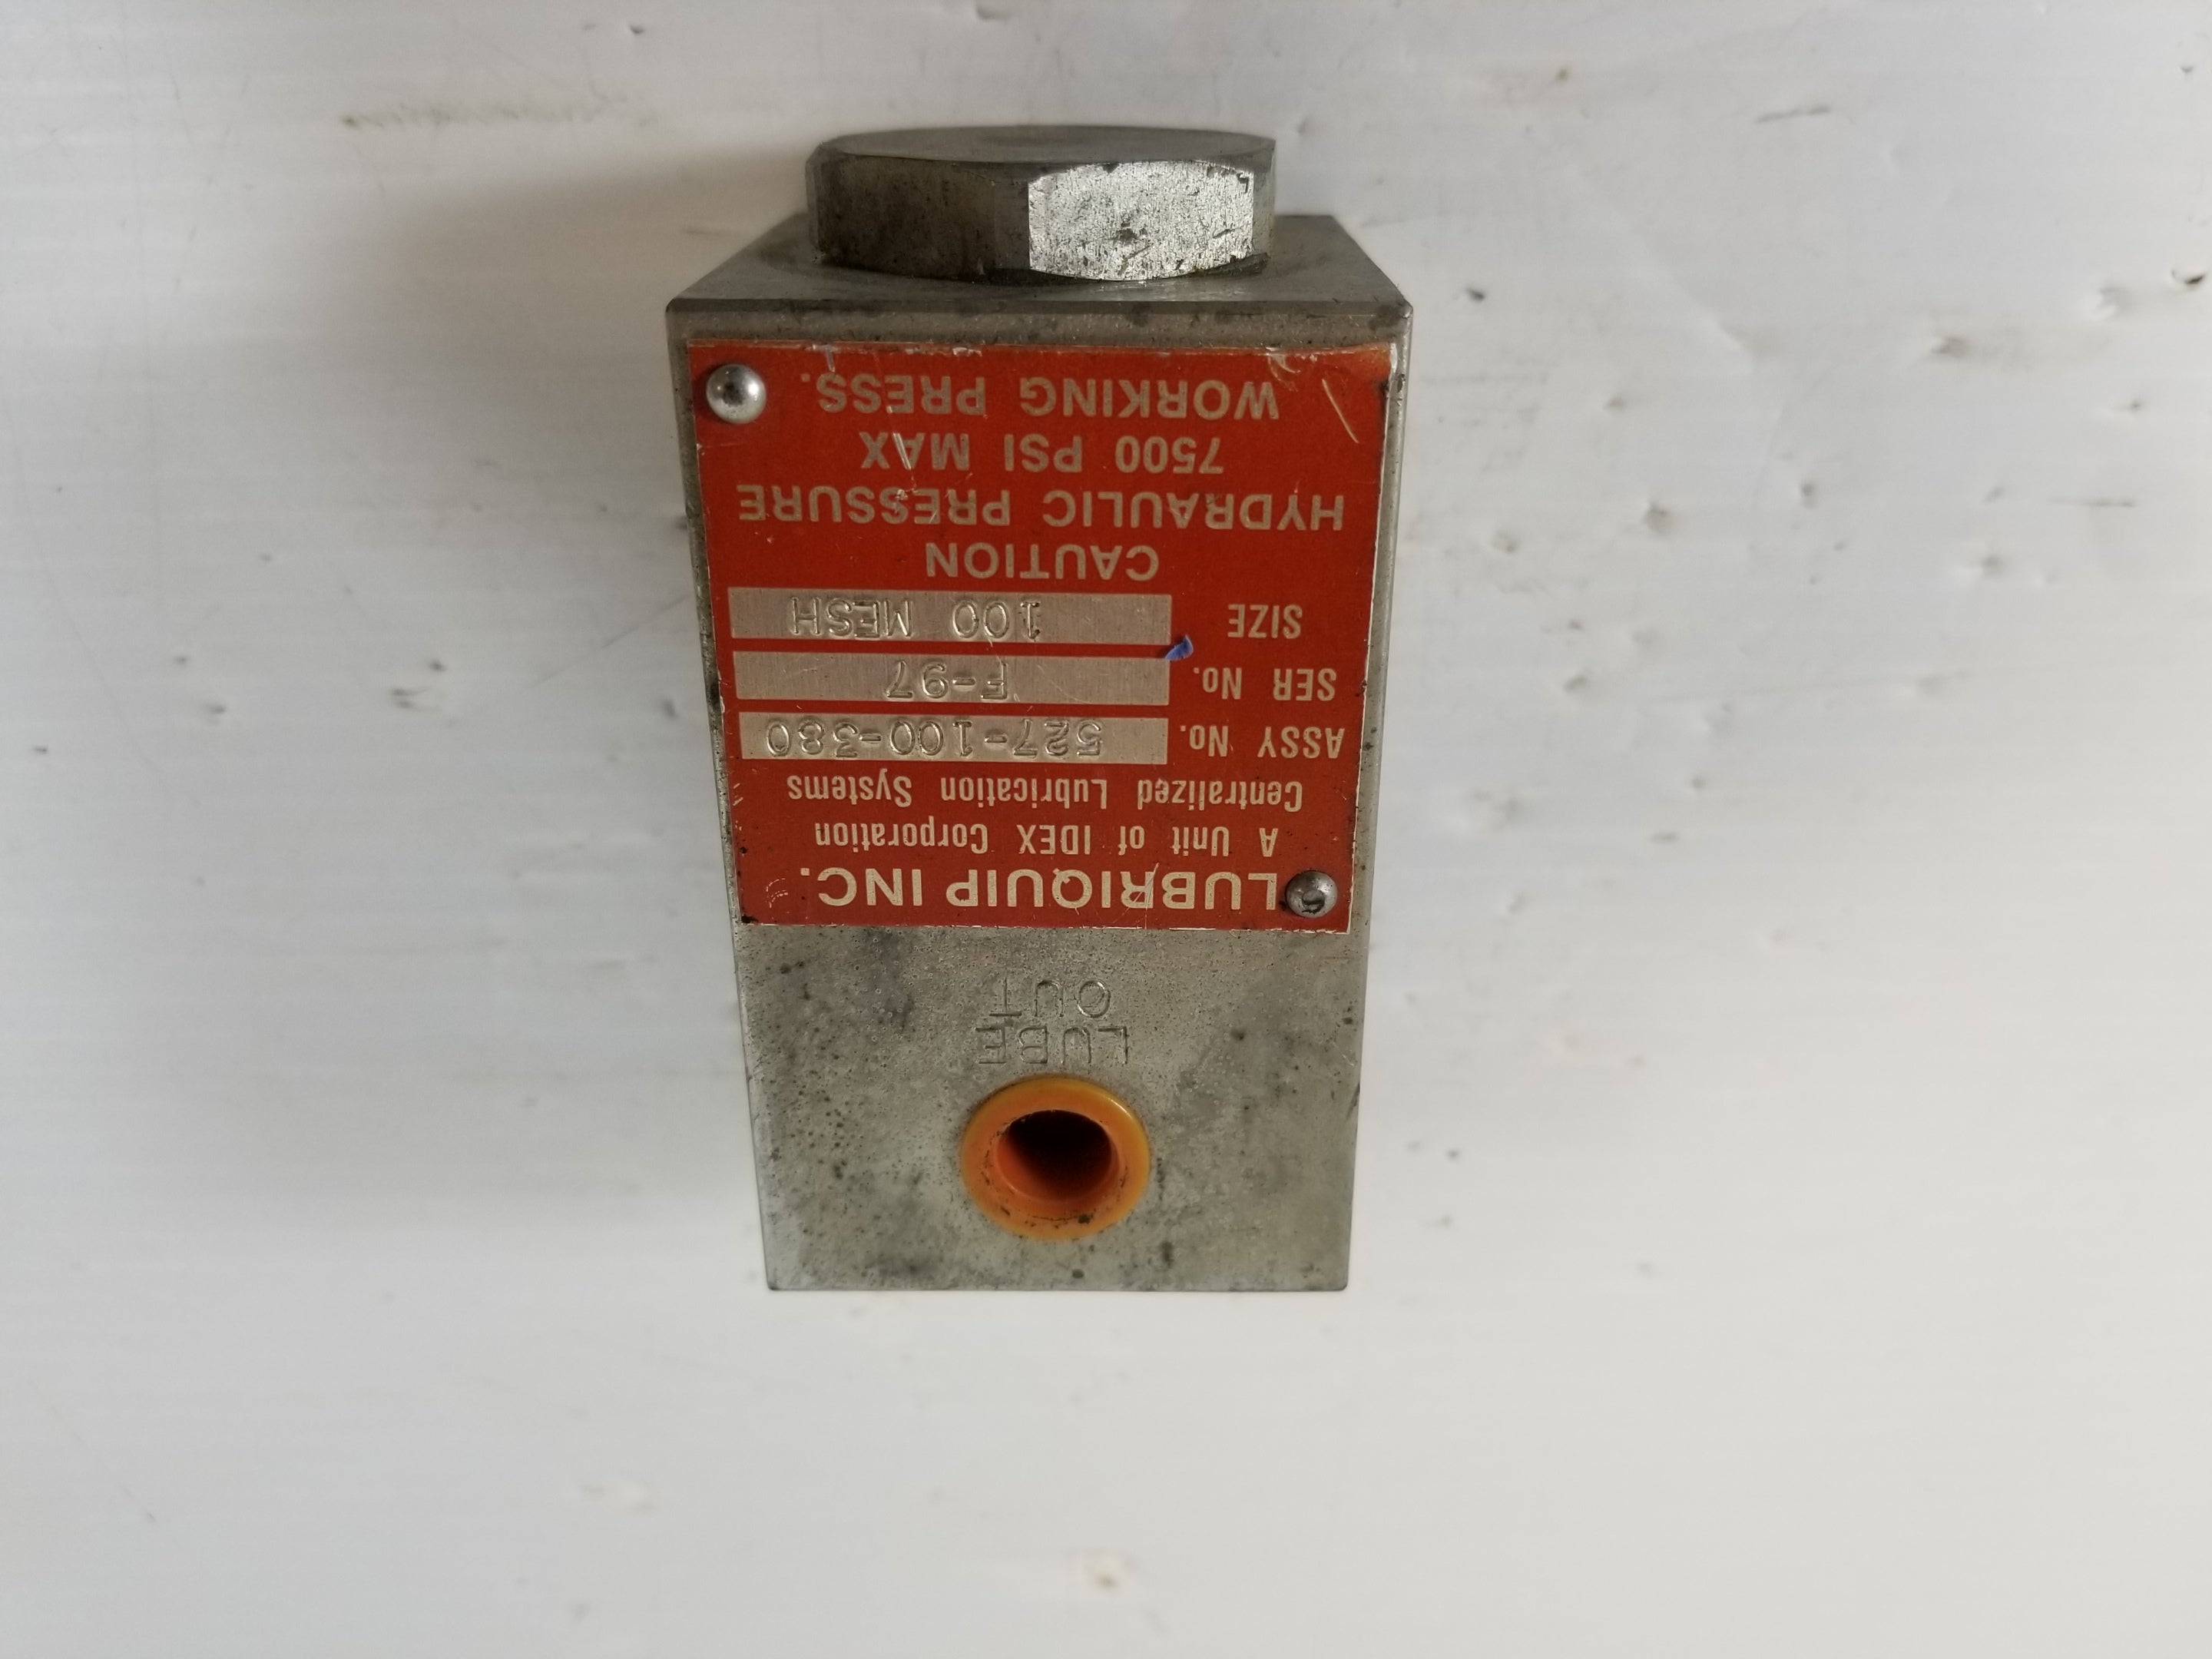 LUBE
OUT
LUBRIQUIP INC.
A Unit of IDEX Corporation
Centralized Lubrication Systems
ASSY No. 527-100-380
SER No. F-97
SIZE 100 MESH
CAUTION
HYDRAULIC PRESSURE
7500 PSI MAX
WORKING PRESS.